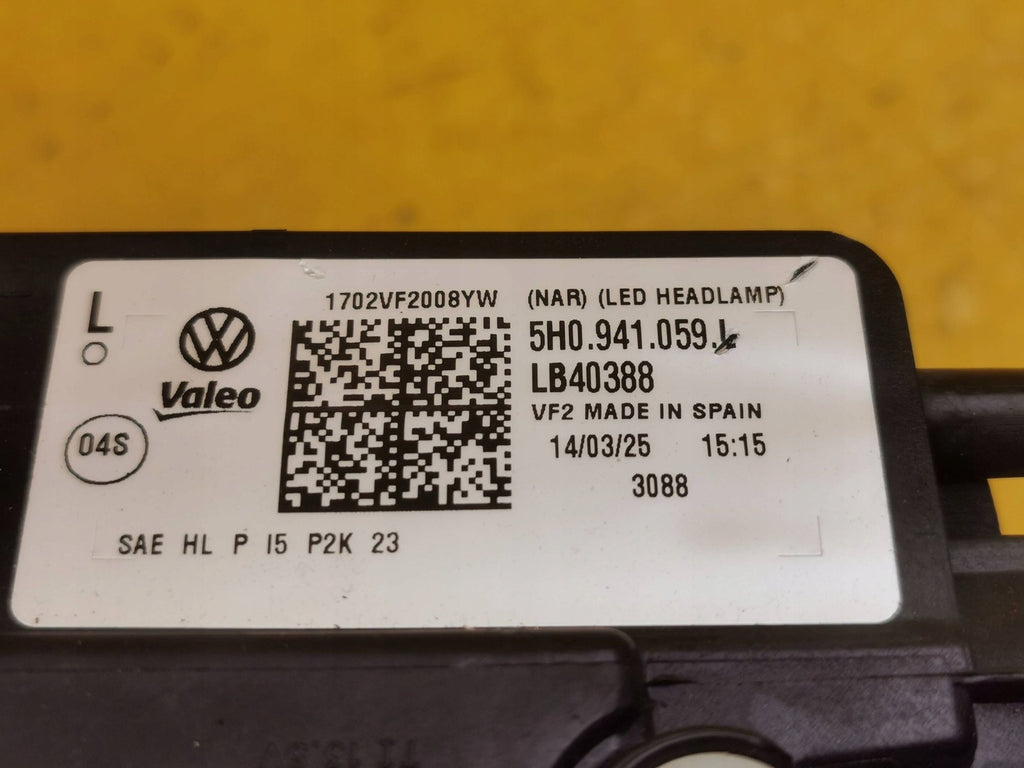 L
1702VF2008YW (NAR) (LED HEADLAMP)
Valeo
04S
5H0.941.059.
LB40388
VF2 MADE IN SPAIN
14/03/25 15:15
3088
SAE HL P I5 P2K 23